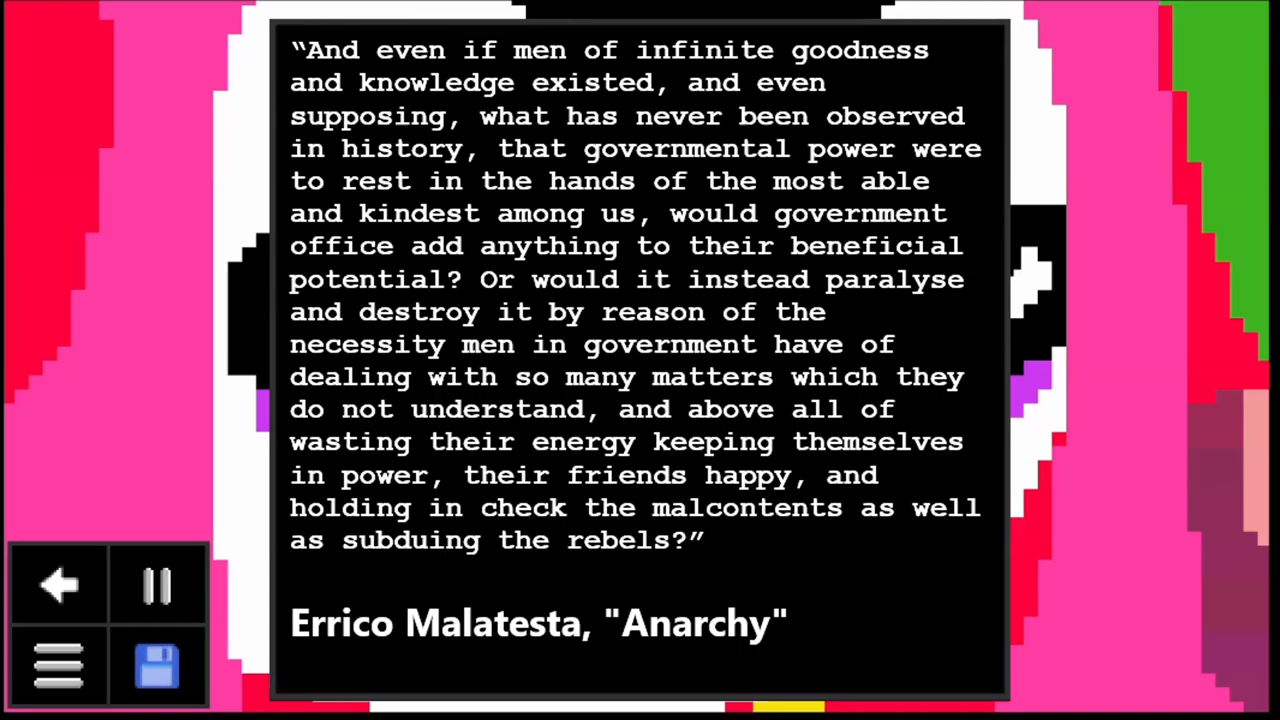 “And even if men of infinite goodness
and knowledge existed, and even
supposing, what has never been observed
in history, that governmental power were
to rest in the hands of the most able
and kindest among us, would government
office add anything to their beneficial
potential? Or would it instead paralyse
and destroy it by reason of the
necessity men in government have of
dealing with so many matters which they
do not understand, and above all of
wasting their energy keeping themselves
in power, their friends happy, and
holding in check the malcontents as well
as subduing the rebels?”
Errico Malatesta, "Anarchy"